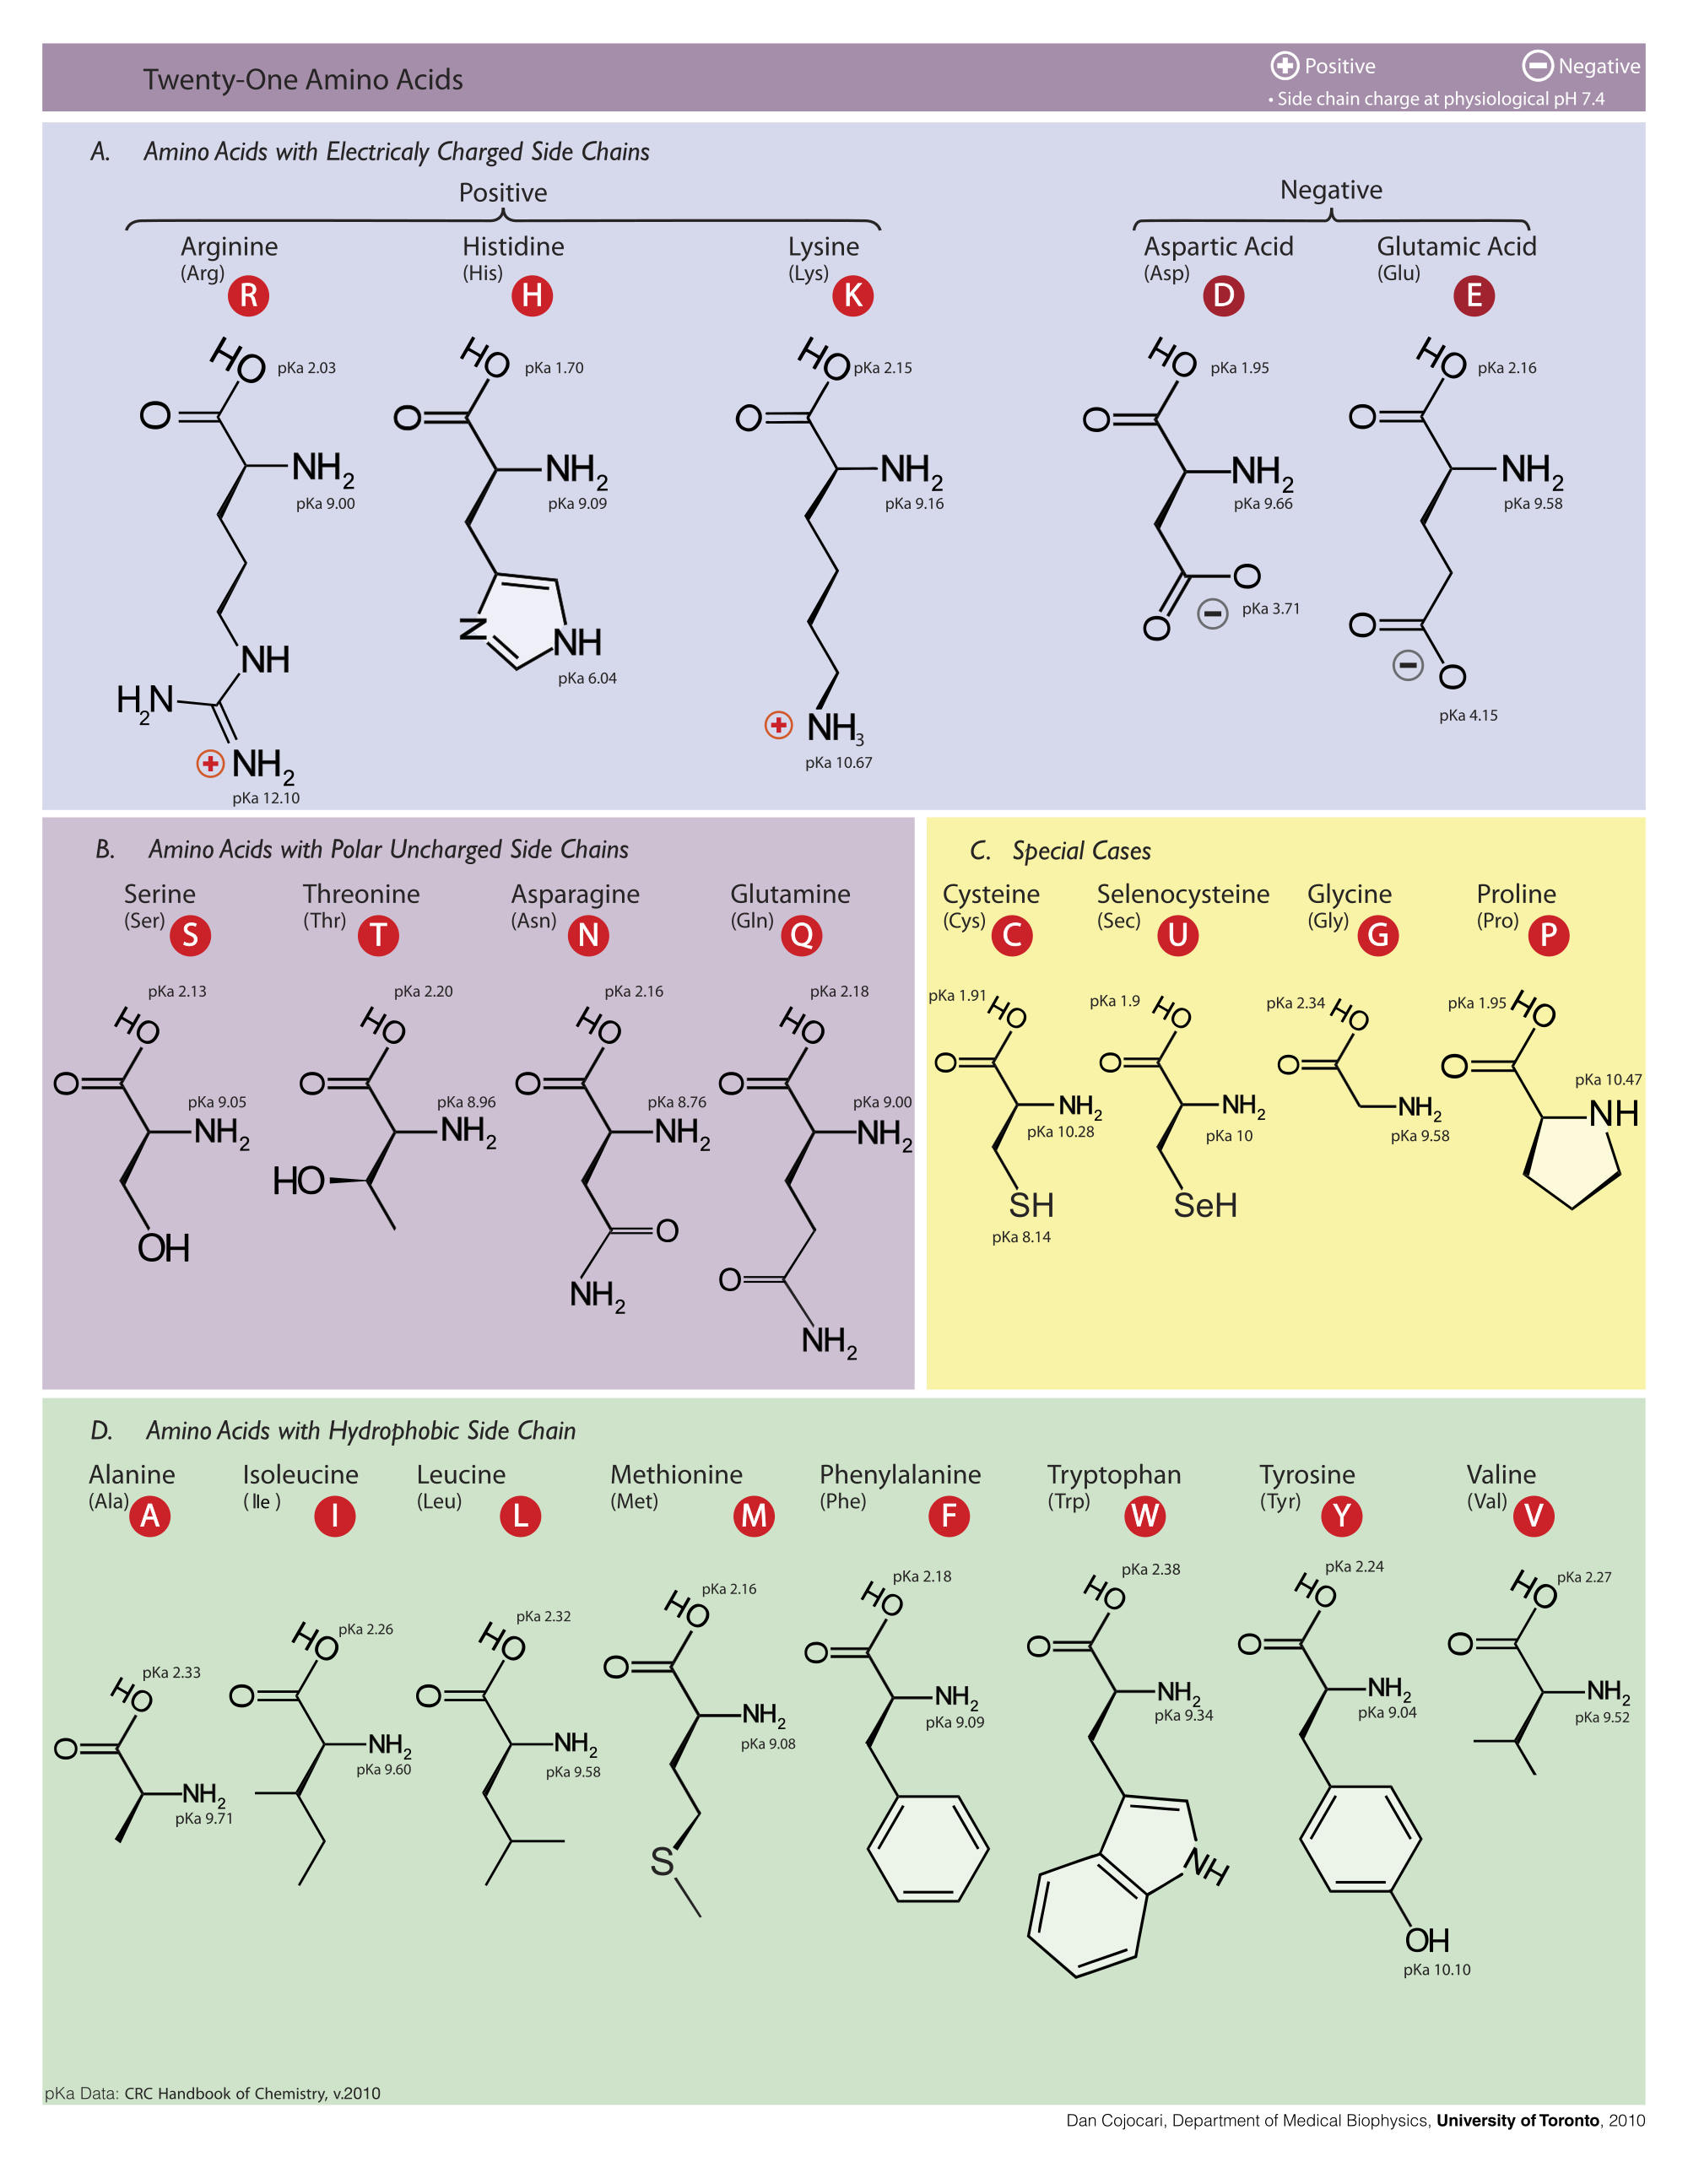 Twenty-One Amino Acids
+ Positive
− Negative
• Side chain charge at physiological pH 7.4
A. Amino Acids with Electricaly Charged Side Chains
Positive
Negative
Arginine
(Arg)
R
HO
pKa 2.03
O
NH2
pKa 9.00
NH
H2N
+ NH2
pKa 12.10
Histidine
(His)
H
HO
pKa 1.70
O
NH2
pKa 9.09
N
NH
pKa 6.04
Lysine
(Lys)
K
HO
pKa 2.15
O
NH2
pKa 9.16
+ NH3
pKa 10.67
Aspartic Acid
(Asp)
D
HO
pKa 1.95
O
NH2
pKa 9.66
O
−
pKa 3.71
O
Glutamic Acid
(Glu)
E
HO
pKa 2.16
O
NH2
pKa 9.58
O
−
O
pKa 4.15
B. Amino Acids with Polar Uncharged Side Chains
Serine
(Ser)
S
pKa 2.13
HO
O
pKa 9.05
NH2
OH
Threonine
(Thr)
T
pKa 2.20
HO
O
pKa 8.96
NH2
HO
Asparagine
(Asn)
N
pKa 2.16
HO
O
pKa 8.76
NH2
O
NH2
Glutamine
(Gln)
Q
pKa 2.18
HO
O
pKa 9.00
NH2
O
NH2
C. Special Cases
Cysteine
(Cys)
C
pKa 1.91
HO
O
NH2
pKa 10.28
SH
pKa 8.14
Selenocysteine
(Sec)
U
pKa 1.9
HO
O
NH2
pKa 10
SeH
Glycine
(Gly)
G
pKa 2.34
HO
O
NH2
pKa 9.58
Proline
(Pro)
P
pKa 1.95
HO
O
pKa 10.47
NH
D. Amino Acids with Hydrophobic Side Chain
Alanine
(Ala)
A
pKa 2.33
HO
O
NH2
pKa 9.71
Isoleucine
( Ile )
I
HO
pKa 2.26
O
NH2
pKa 9.60
Leucine
(Leu)
L
pKa 2.32
HO
O
NH2
pKa 9.58
Methionine
(Met)
M
pKa 2.16
HO
O
NH2
pKa 9.08
S
Phenylalanine
(Phe)
F
pKa 2.18
HO
O
NH2
pKa 9.09
Tryptophan
(Trp)
W
pKa 2.38
HO
O
NH2
pKa 9.34
NH
Tyrosine
(Tyr)
Y
pKa 2.24
HO
O
NH2
pKa 9.04
OH
pKa 10.10
Valine
(Val)
V
pKa 2.27
HO
O
NH2
pKa 9.52
pKa Data: CRC Handbook of Chemistry, v.2010
Dan Cojocari, Department of Medical Biophysics, University of Toronto, 2010